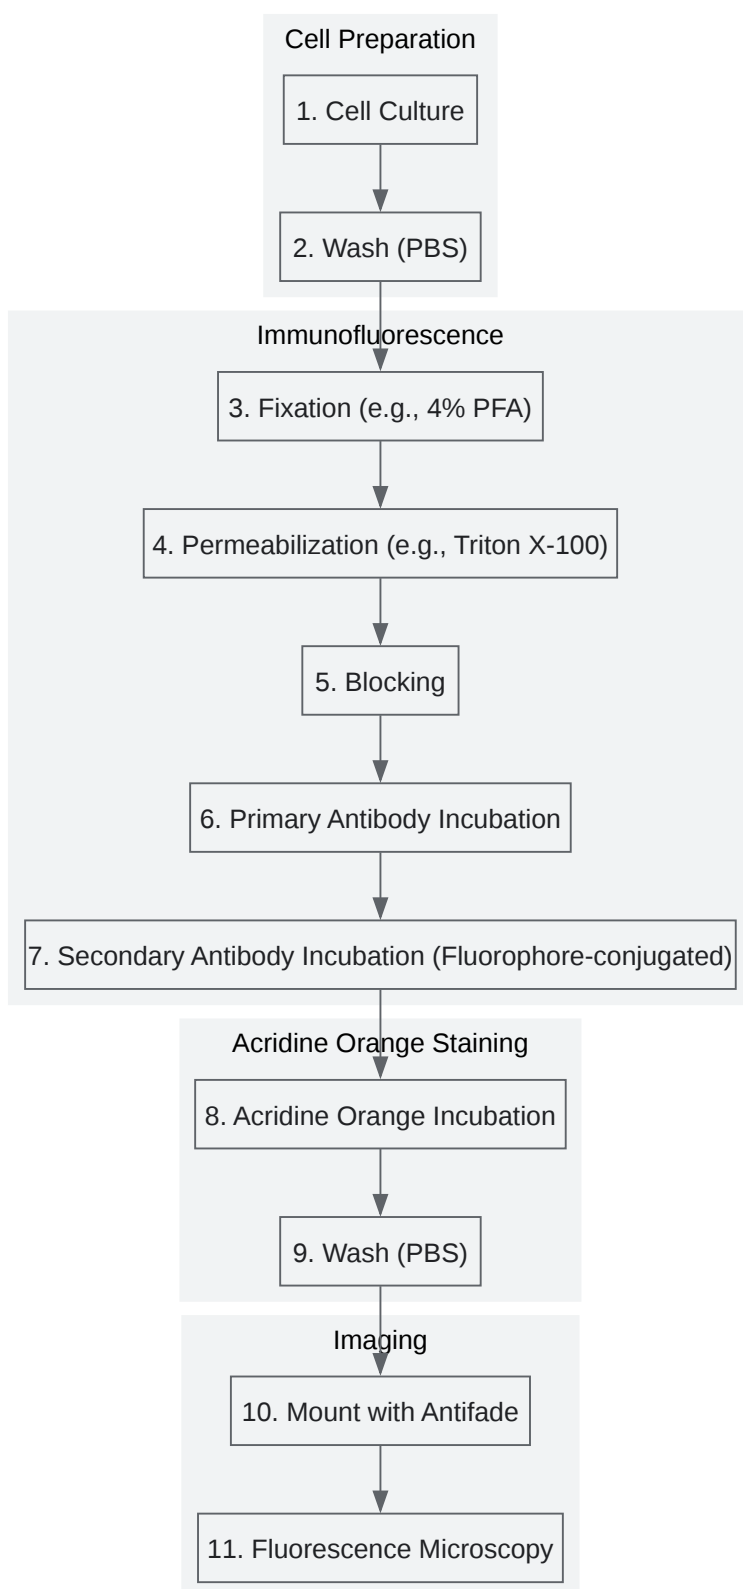 Cell Preparation
1. Cell Culture
2. Wash (PBS)
Immunofluorescence
3. Fixation (e.g., 4% PFA)
4. Permeabilization (e.g., Triton X-100)
5. Blocking
6. Primary Antibody Incubation
7. Secondary Antibody Incubation (Fluorophore-conjugated)
Acridine Orange Staining
8. Acridine Orange Incubation
9. Wash (PBS)
Imaging
10. Mount with Antifade
11. Fluorescence Microscopy